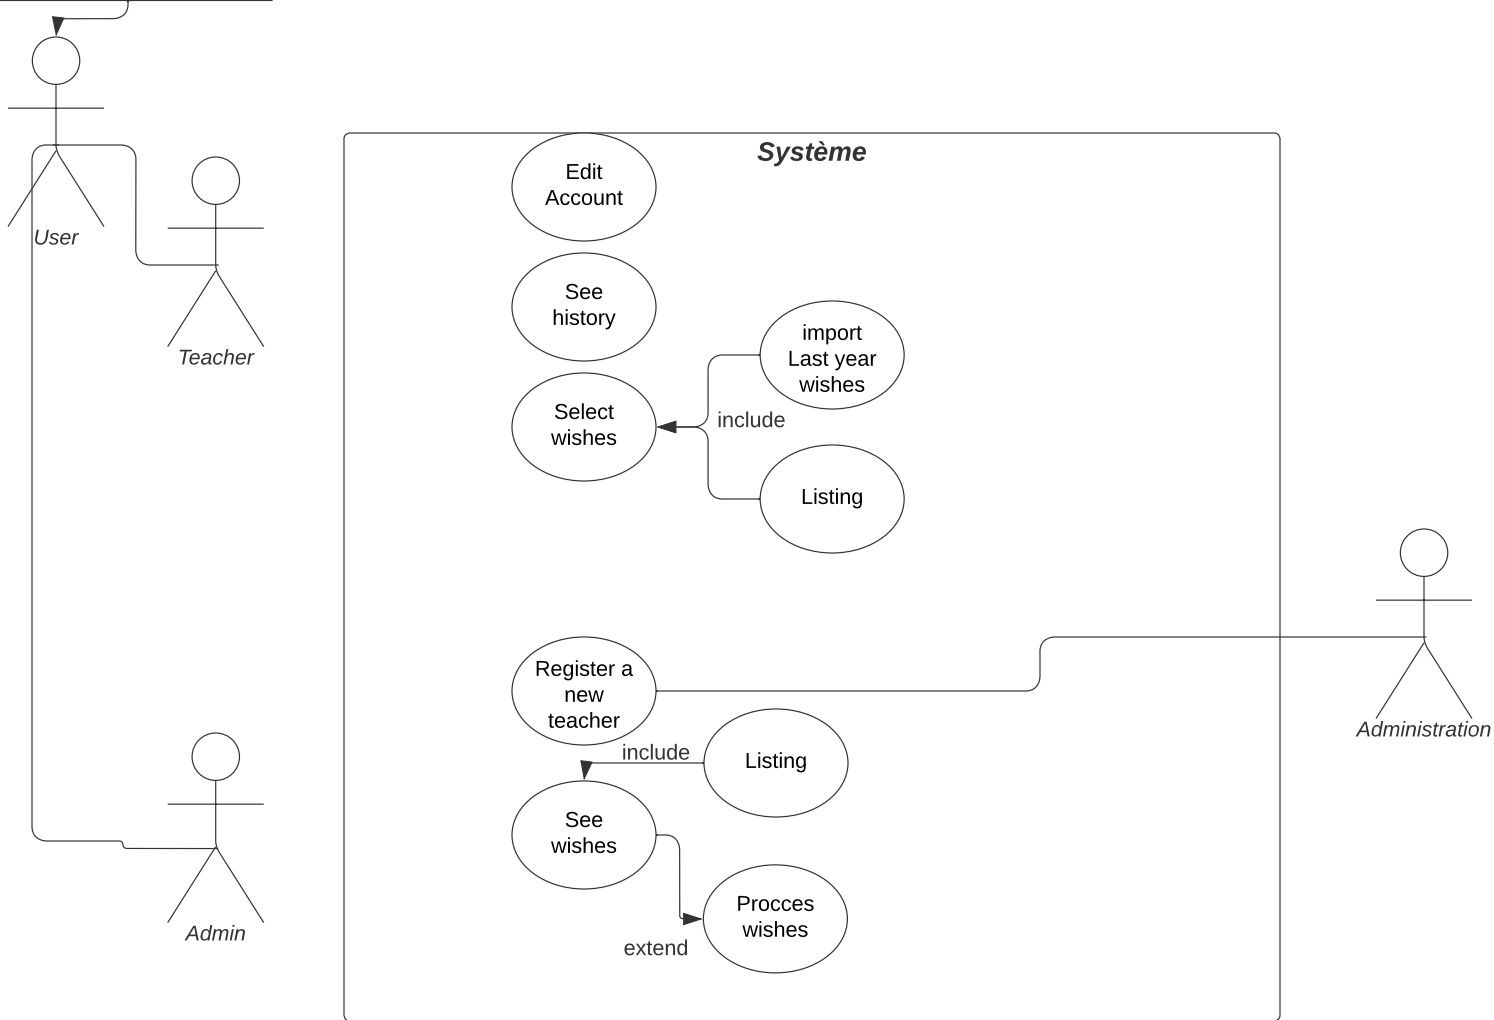 Système
Edit
Account
User
See
history
import
Last year
wishes
Teacher
Select
wishes
include
Listing
Register a
new
teacher
Administration
include
Listing
See
wishes
Procces
wishes
Admin
extend